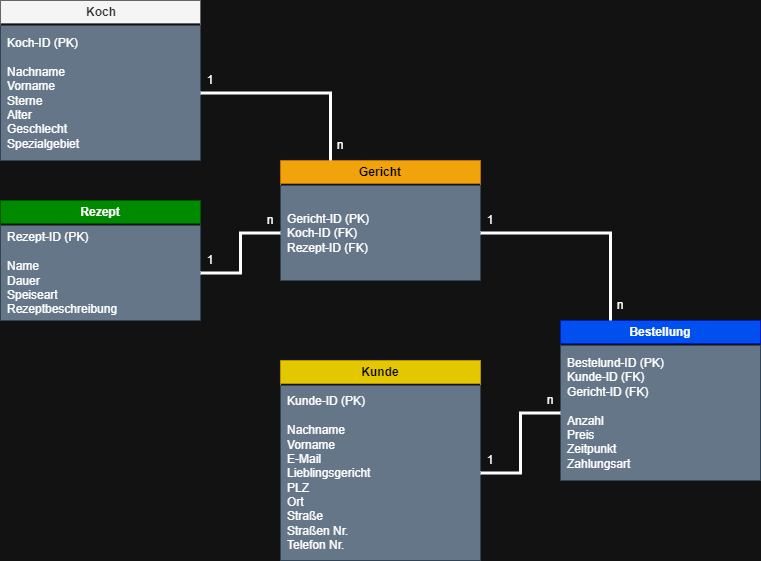 Koch
Koch-ID (PK)
Nachname
Vorname
Sterne
Alter
Geschlecht
Spezialgebiet
1
n
Gericht
Gericht-ID (PK)
Koch-ID (FK)
Rezept-ID (FK)
Rezept
Rezept-ID (PK)
Name
Dauer
Speiseart
Rezeptbeschreibung
n
1
1
n
Bestellung
Bestelund-ID (PK)
Kunde-ID (FK)
Gericht-ID (FK)
Anzahl
Preis
Zeitpunkt
Zahlungsart
Kunde
Kunde-ID (PK)
Nachname
Vorname
E-Mail
Lieblingsgericht
PLZ
Ort
Straße
Straßen Nr.
Telefon Nr.
n
1